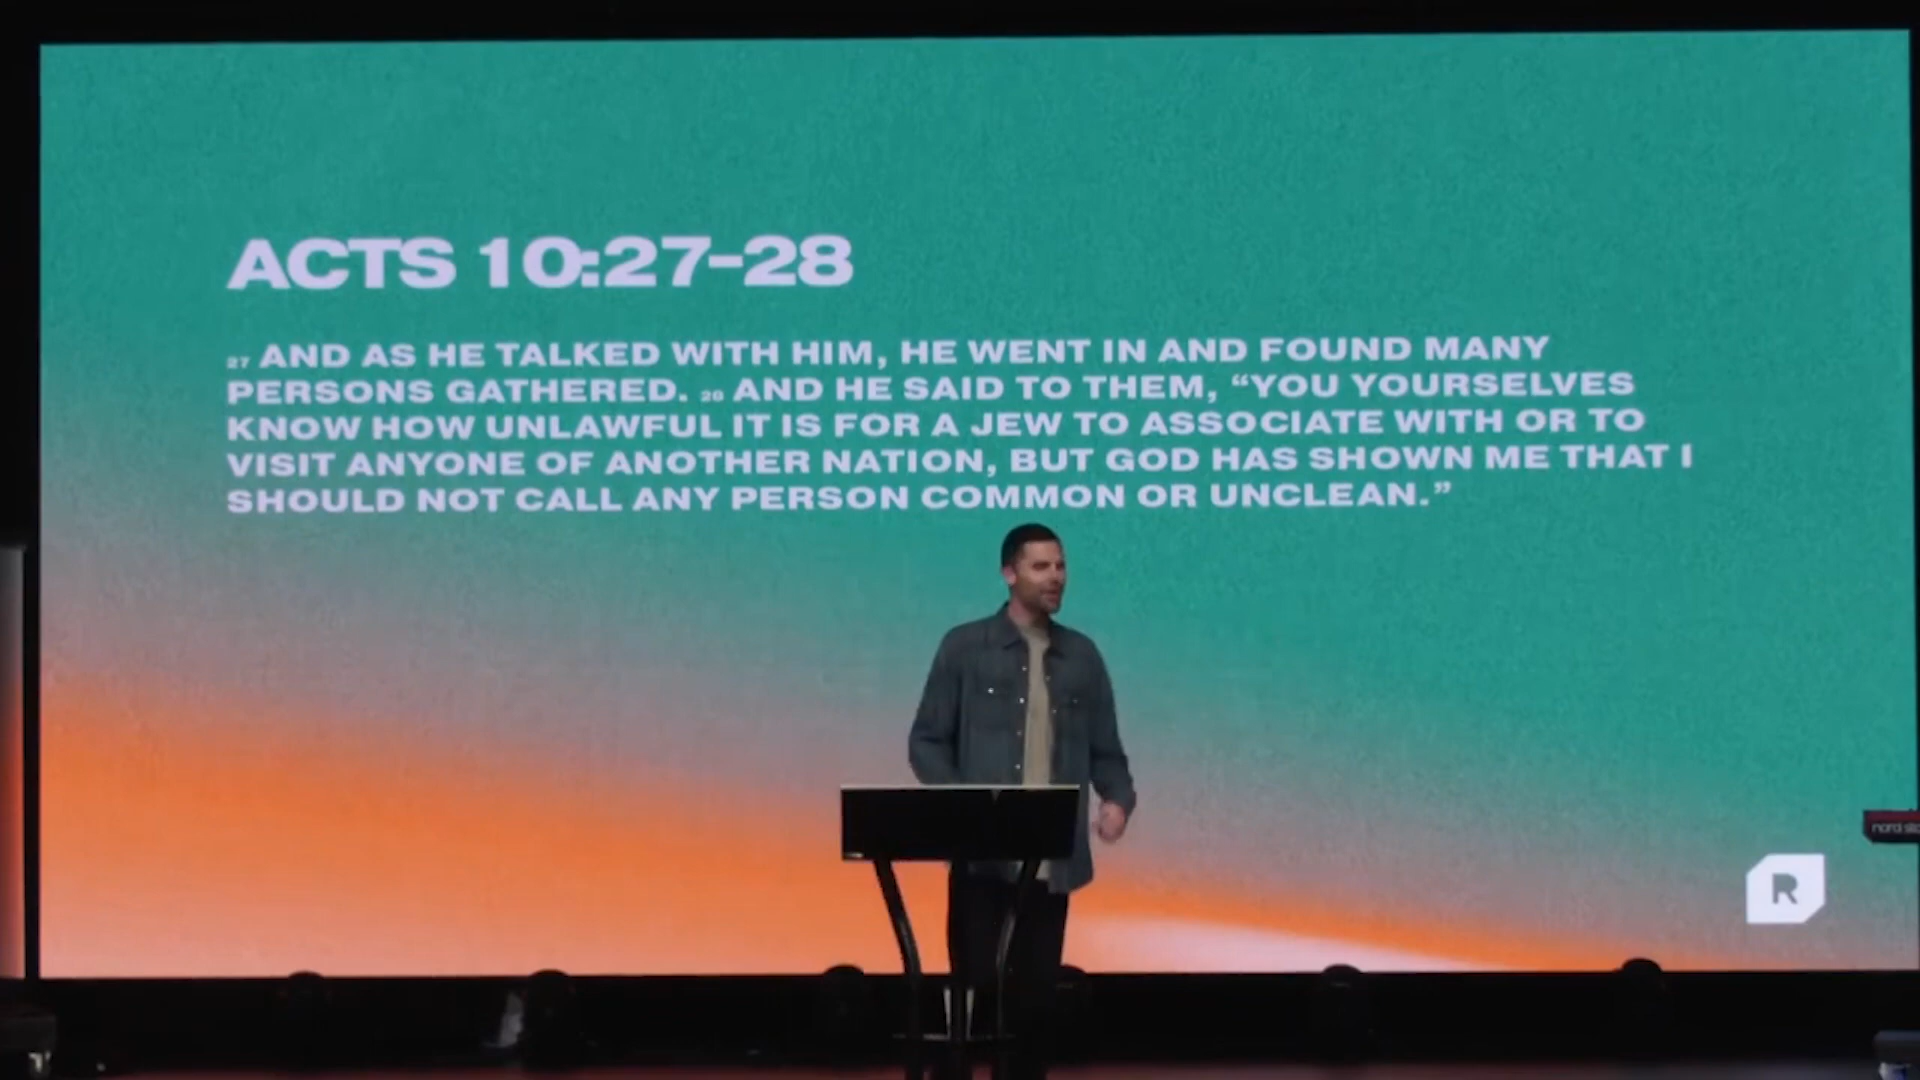 ACTS 10:27-28
27 AND AS HE TALKED WITH HIM, HE WENT IN AND FOUND MANY
PERSONS GATHERED. 28 AND HE SAID TO THEM, “YOU YOURSELVES
KNOW HOW UNLAWFUL IT IS FOR A JEW TO ASSOCIATE WITH OR TO
VISIT ANYONE OF ANOTHER NATION, BUT GOD HAS SHOWN ME THAT I
SHOULD NOT CALL ANY PERSON COMMON OR UNCLEAN.”
nord
R